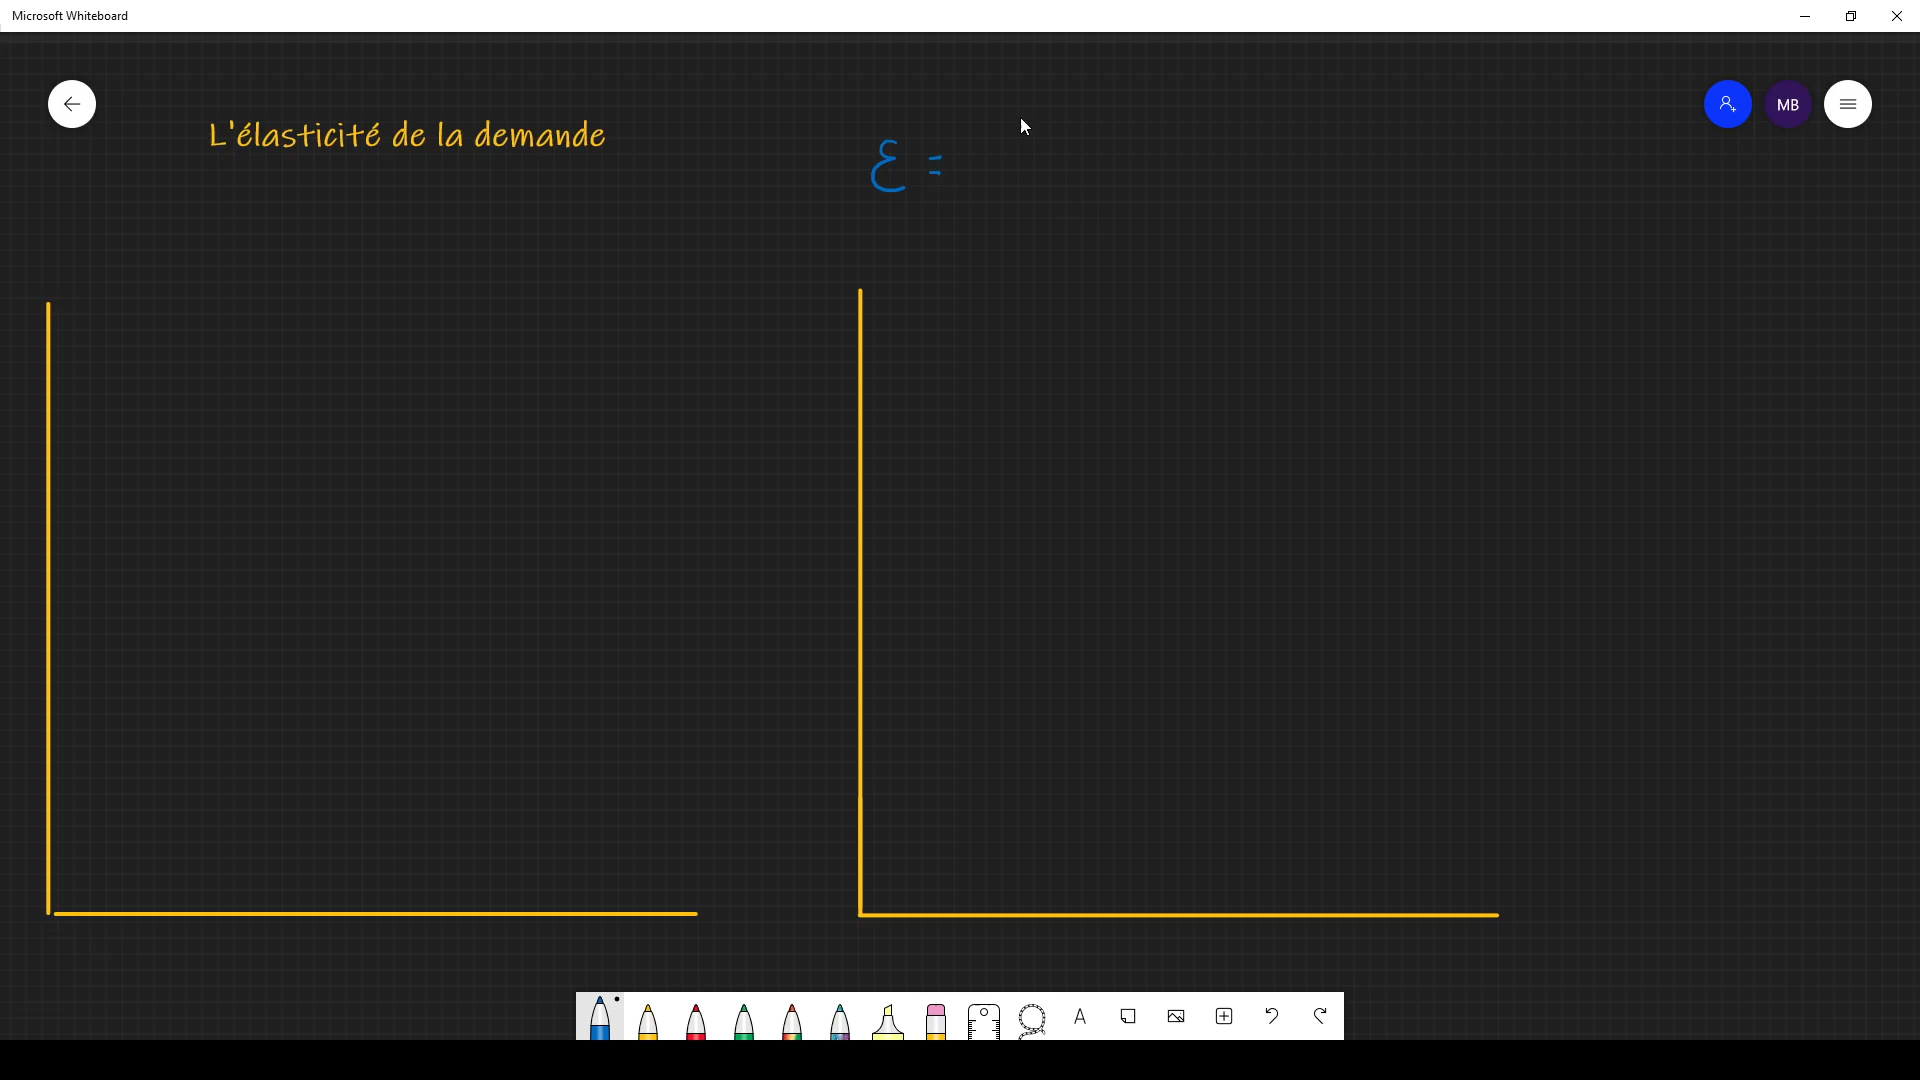 Microsoft Whiteboard
MB
L'élasticité de la demande
Ɛ =